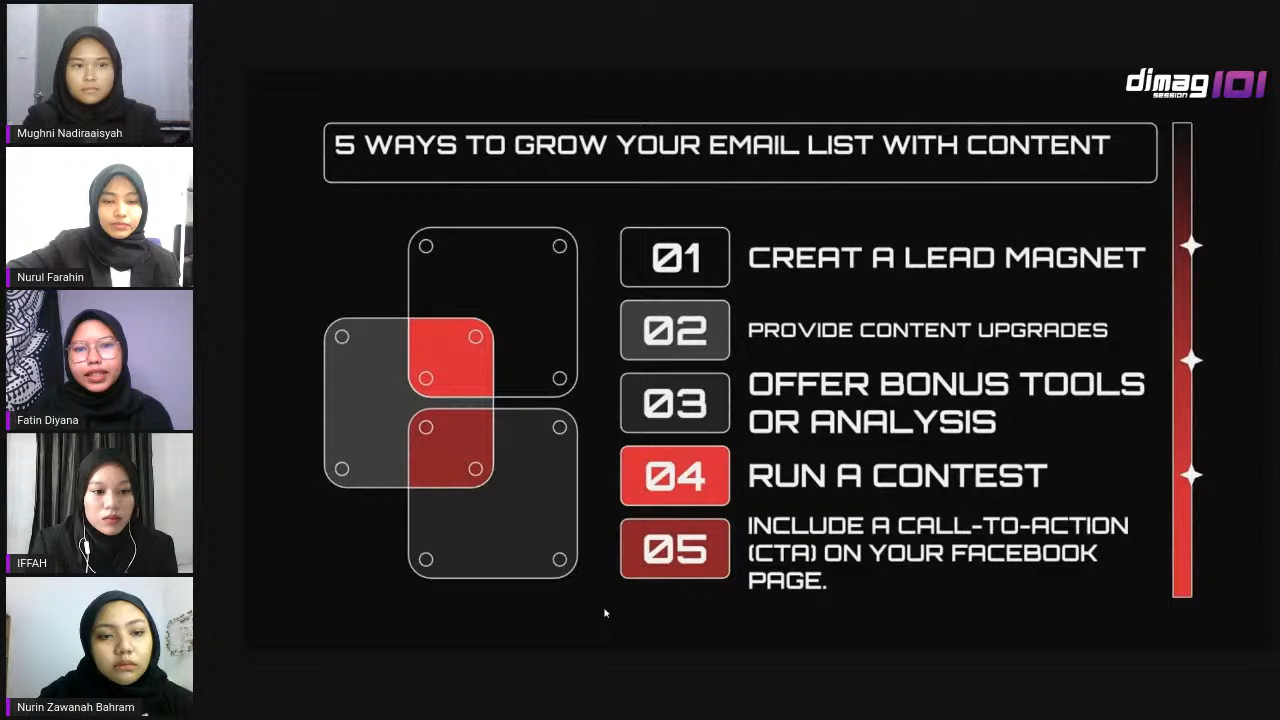 Mughni Nadiraaisyah
Nurul Farahin
Fatin Diyana
IFFAH
Nurin Zawanah Bahram
dimag 101
SESSION
5 WAYS TO GROW YOUR EMAIL LIST WITH CONTENT
01 CREAT A LEAD MAGNET
02 PROVIDE CONTENT UPGRADES
03 OFFER BONUS TOOLS
OR ANALYSIS
04 RUN A CONTEST
05 INCLUDE A CALL-TO-ACTION
(CTA) ON YOUR FACEBOOK
PAGE.